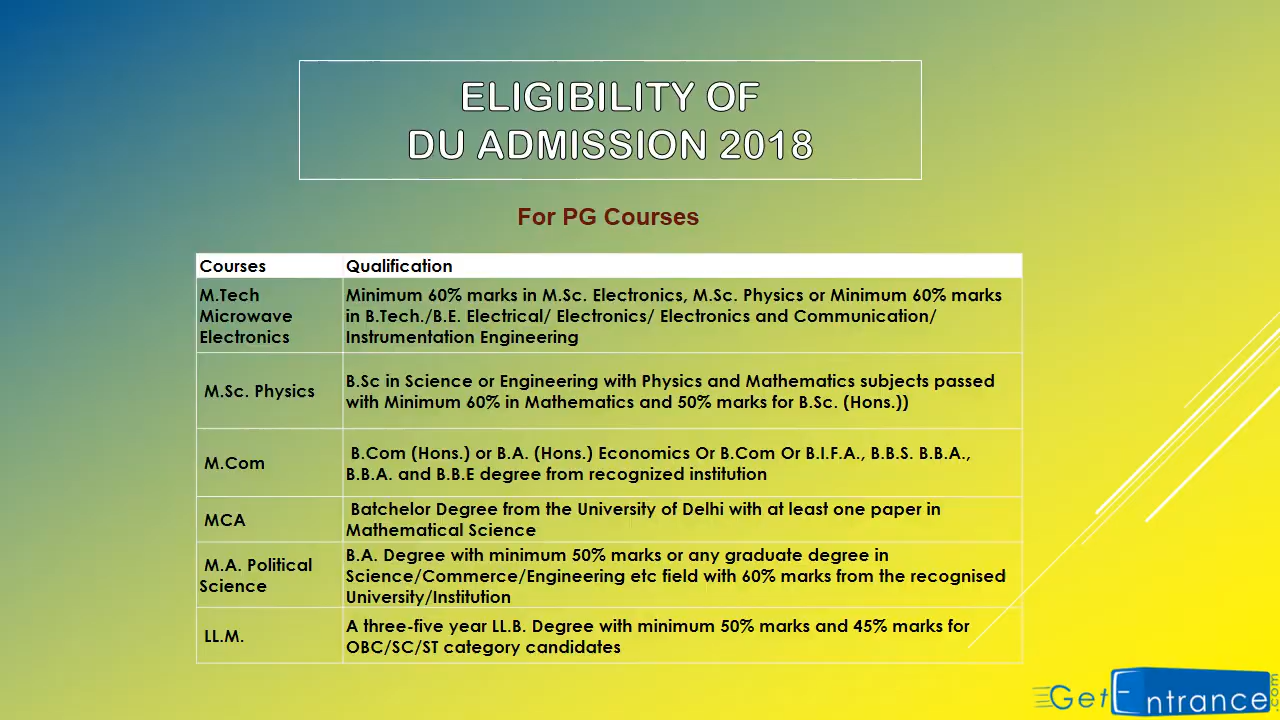 ELIGIBILITY OF
DU ADMISSION 2018
For PG Courses
Courses Qualification
M.Tech
Microwave
Electronics
Minimum 60% marks in M.Sc. Electronics, M.Sc. Physics or Minimum 60% marks
in B.Tech./B.E. Electrical/ Electronics/ Electronics and Communication/
Instrumentation Engineering
M.Sc. Physics
B.Sc in Science or Engineering with Physics and Mathematics subjects passed
with Minimum 60% in Mathematics and 50% marks for B.Sc. (Hons.))
M.Com
B.Com (Hons.) or B.A. (Hons.) Economics Or B.Com Or B.I.F.A., B.B.S. B.B.A.,
B.B.A. and B.B.E degree from recognized institution
MCA
Batchelor Degree from the University of Delhi with at least one paper in
Mathematical Science
M.A. Political
Science
B.A. Degree with minimum 50% marks or any graduate degree in
Science/Commerce/Engineering etc field with 60% marks from the recognised
University/Institution
LL.M.
A three-five year LL.B. Degree with minimum 50% marks and 45% marks for
OBC/SC/ST category candidates
GetEntrance.com